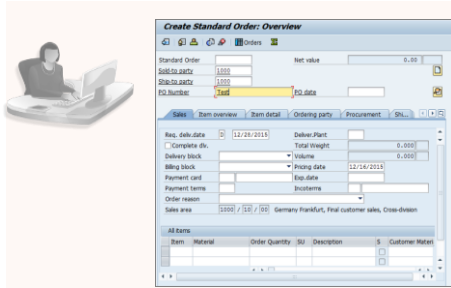 Create Standard Order: Overview
Orders
Standard Order Net value 0.00
Sold-to party 1000
Ship-to party 1000
PO Number Test PO date
Sales Item overview Item detail Ordering party Procurement Shi...
Req. deliv.date D 12/20/2015 Deliver.Plant
Complete dlv. Total Weight 0.000
Delivery block Volume 0.000
Billing block Pricing date 12/16/2015
Payment card Exp.date
Payment terms Incoterms
Order reason
Sales area 1000 / 10 / 00 Germany Frankfurt, Final customer sales, Cross-division
All items
Item Material Order Quantity SU Description S Customer Materi